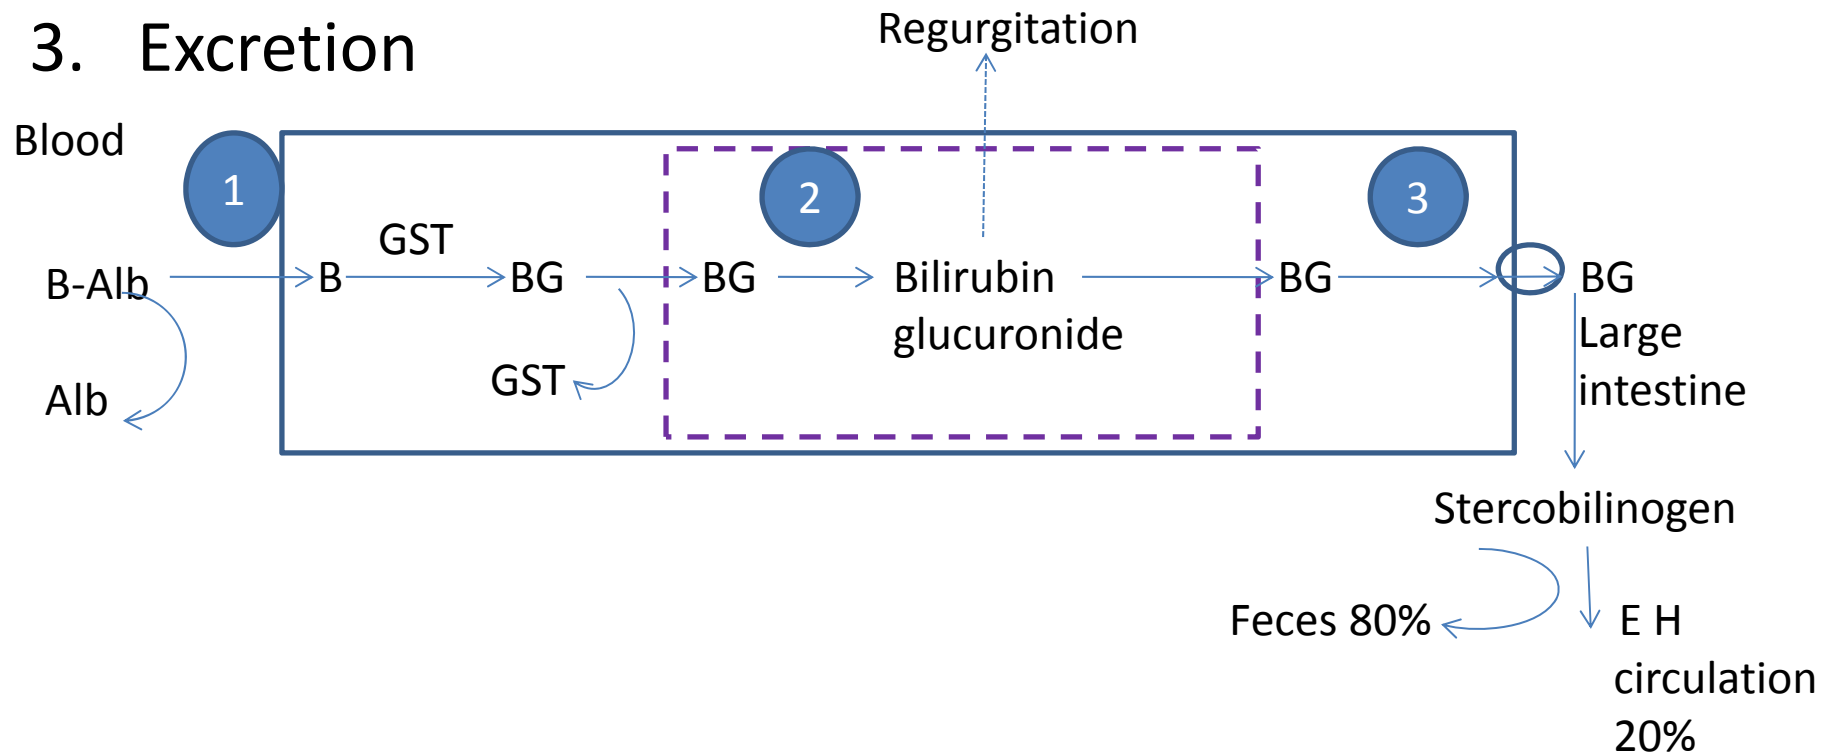 3. Excretion
Regurgitation
Blood
1
2
3
GST
B-Alb
B
BG
BG
Bilirubin
glucuronide
BG
BG
Large
intestine
GST
Alb
Stercobilinogen
Feces 80%
E H
circulation
20%